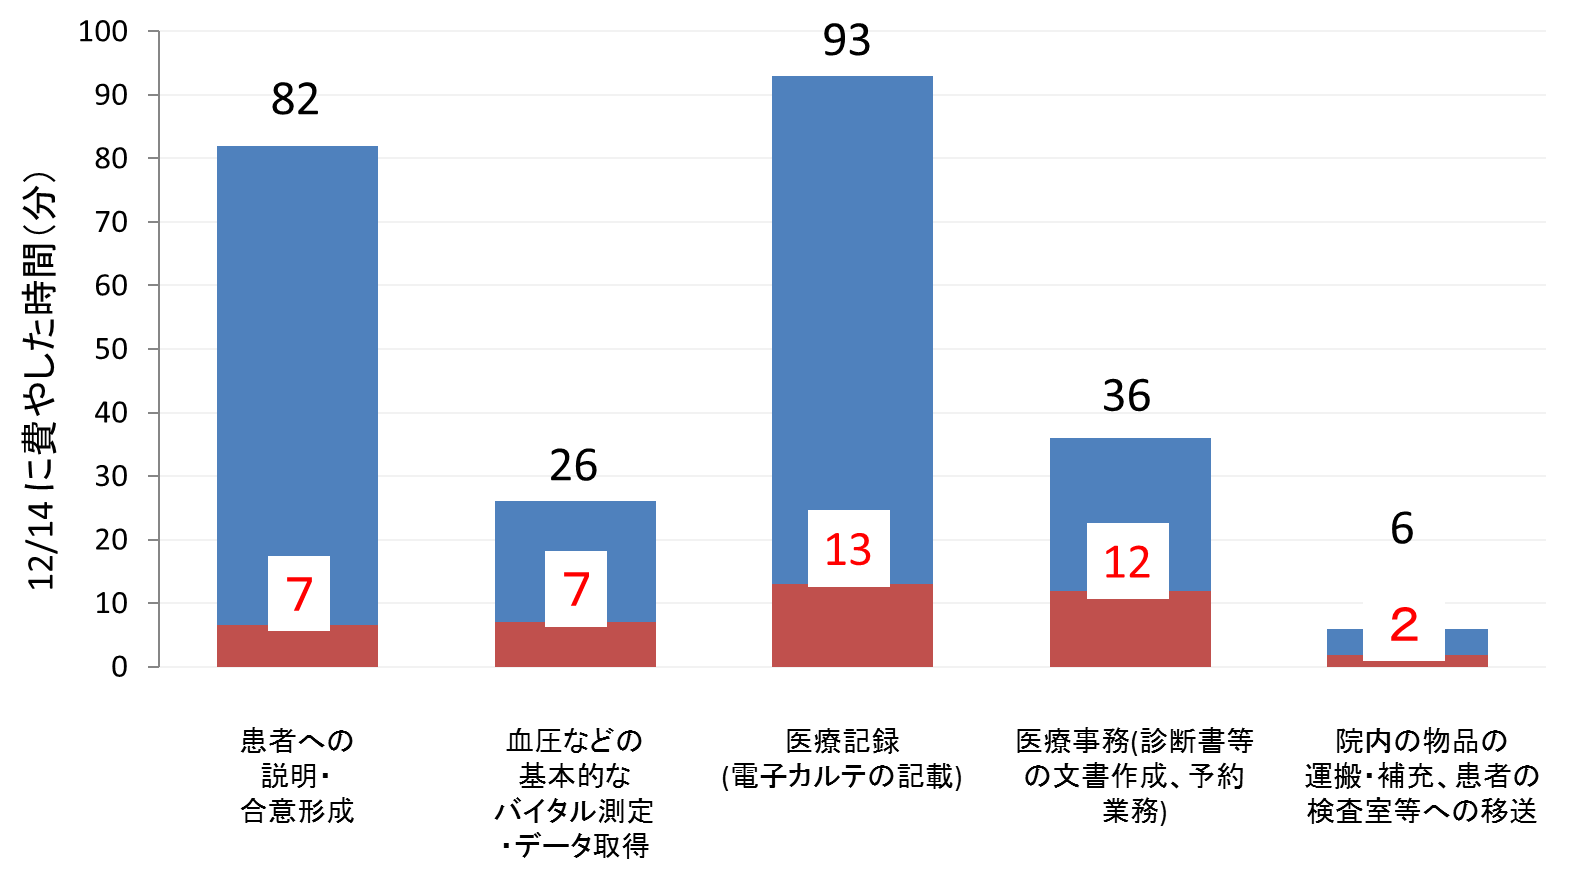 12/14に費やした時間（分）
100
90
80
70
60
50
40
30
20
10
0
82
7
26
7
93
13
36
12
6
2
患者への
説明・
合意形成
血圧などの
基本的な
バイタル測定
・データ取得
医療記録
(電子カルテの記載)
医療事務(診断書等
の文書作成、予約
業務)
院内の物品の
運搬・補充、患者の
検査室等への移送